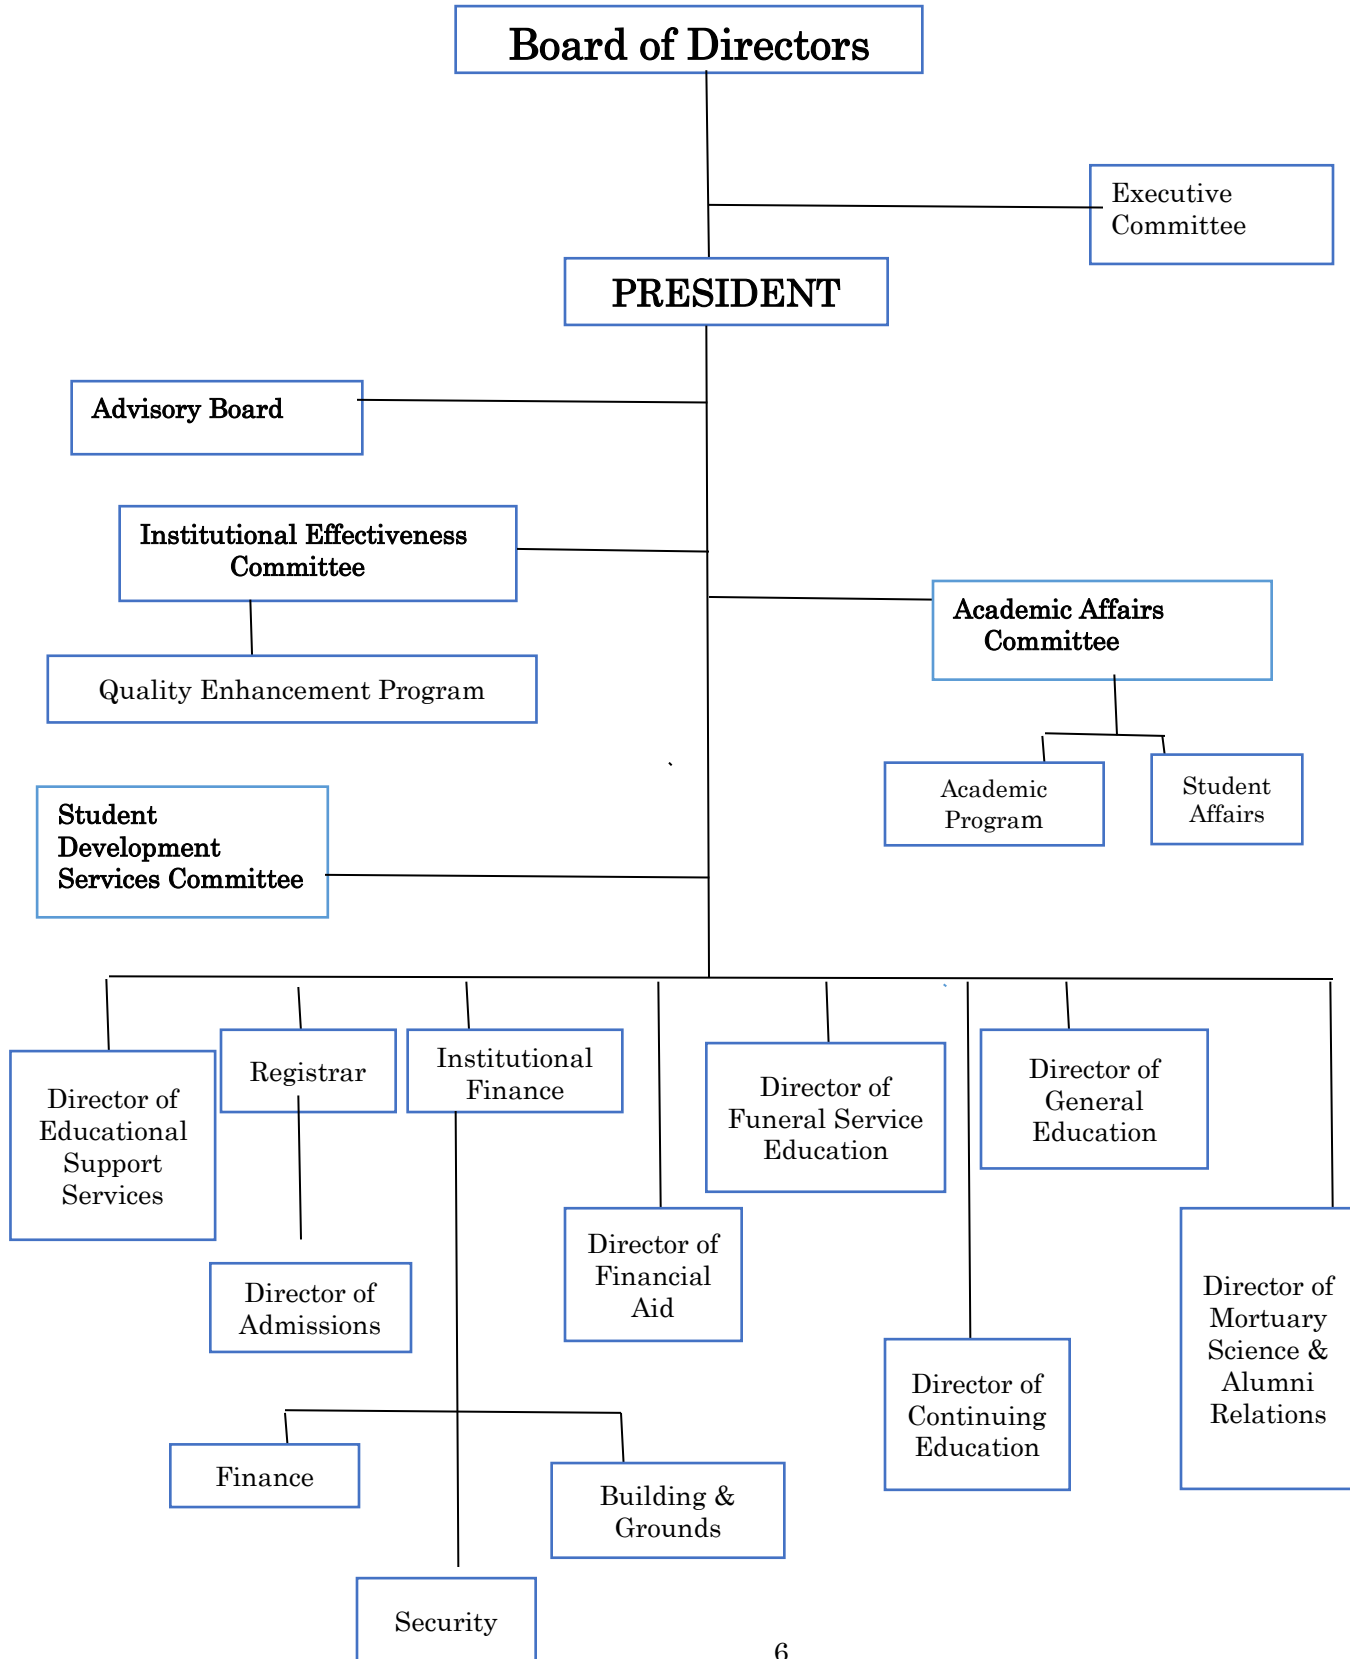 Board of Directors
Executive
Committee
PRESIDENT
Advisory Board
Institutional Effectiveness
Committee
Academic Affairs
Committee
Quality Enhancement Program
Academic
Program
Student
Affairs
Student
Development
Services Committee
Director of
Educational
Support
Services
Registrar
Institutional
Finance
Director of
Funeral Service
Education
Director of
General
Education
Director of
Admissions
Director of
Financial
Aid
Director of
Continuing
Education
Director of
Mortuary
Science &
Alumni
Relations
Finance
Building &
Grounds
Security
6